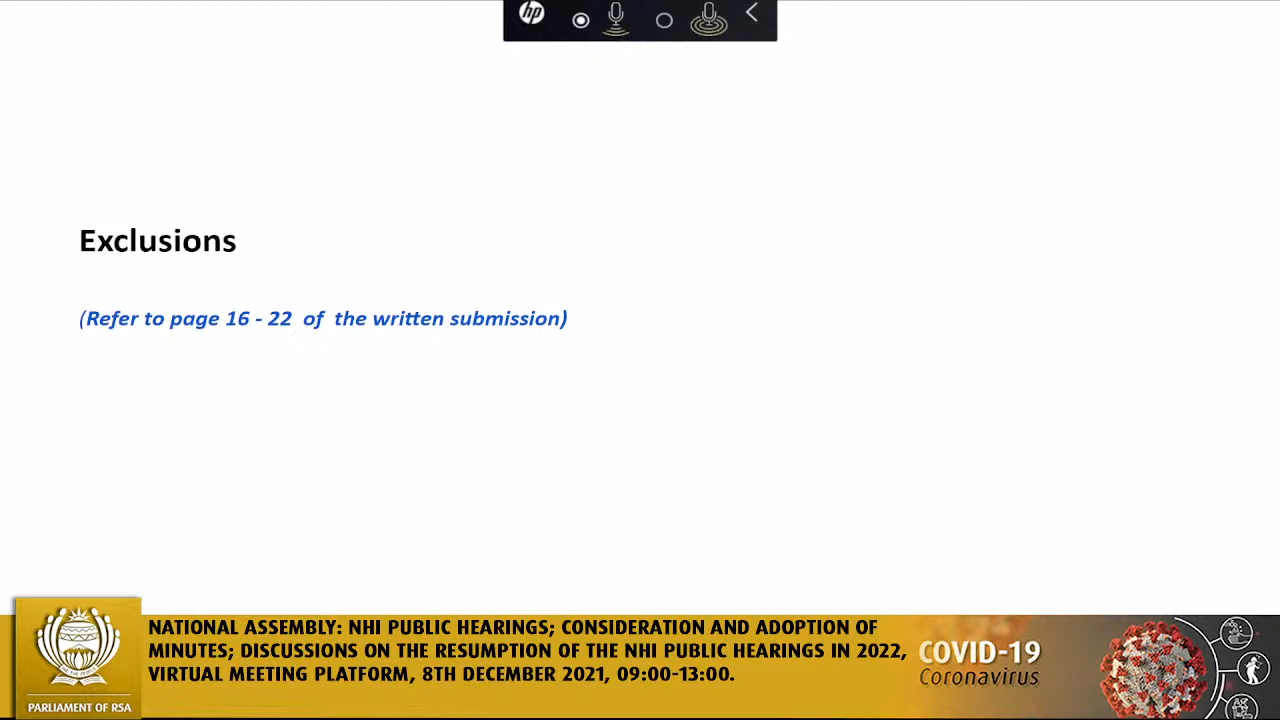 hp
Exclusions
(Refer to page 16 - 22 of the written submission)
NATIONAL ASSEMBLY: NHI PUBLIC HEARINGS; CONSIDERATION AND ADOPTION OF
MINUTES; DISCUSSIONS ON THE RESUMPTION OF THE NHI PUBLIC HEARINGS IN 2022,
VIRTUAL MEETING PLATFORM, 8TH DECEMBER 2021, 09:00-13:00.
COVID-19
Coronavirus
PARLIAMENT OF RSA